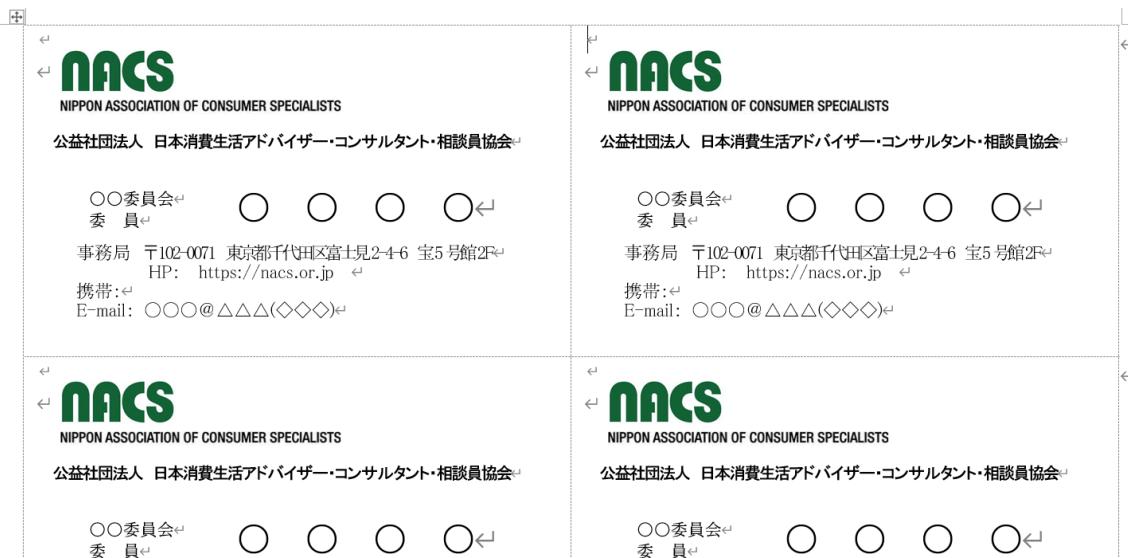 NACS
NIPPON ASSOCIATION OF CONSUMER SPECIALISTS
公益社団法人 日本消費生活アドバイザー・コンサルタント・相談員協会
〇〇委員会
委 員
〇 〇 〇 〇
事務局 〒102-0071 東京都千代田区富士見2-4-6 宝5号館2F
HP: https://nacs.or.jp
携帯:
E-mail: 〇〇〇@△△△(◇◇◇)
NACS
NIPPON ASSOCIATION OF CONSUMER SPECIALISTS
公益社団法人 日本消費生活アドバイザー・コンサルタント・相談員協会
〇〇委員会
委 員
〇 〇 〇 〇
事務局 〒102-0071 東京都千代田区富士見2-4-6 宝5号館2F
HP: https://nacs.or.jp
携帯:
E-mail: 〇〇〇@△△△(◇◇◇)
NACS
NIPPON ASSOCIATION OF CONSUMER SPECIALISTS
公益社団法人 日本消費生活アドバイザー・コンサルタント・相談員協会
〇〇委員会
委 員
〇 〇 〇 〇
NACS
NIPPON ASSOCIATION OF CONSUMER SPECIALISTS
公益社団法人 日本消費生活アドバイザー・コンサルタント・相談員協会
〇〇委員会
委 員
〇 〇 〇 〇